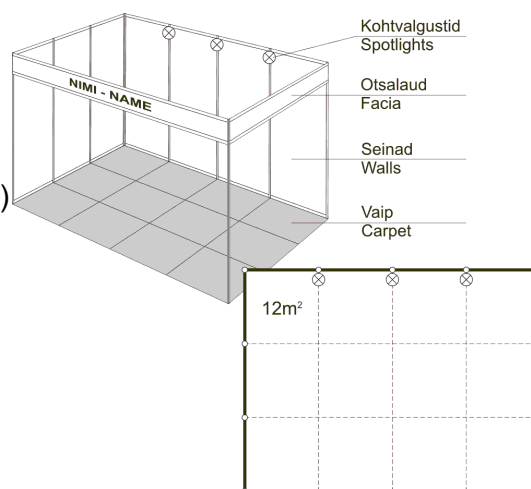 Kohtvalgustid
Spotlights
NIMI - NAME
Otsalaud
Facia
Seinad
Walls
)
Vaip
Carpet
12m²